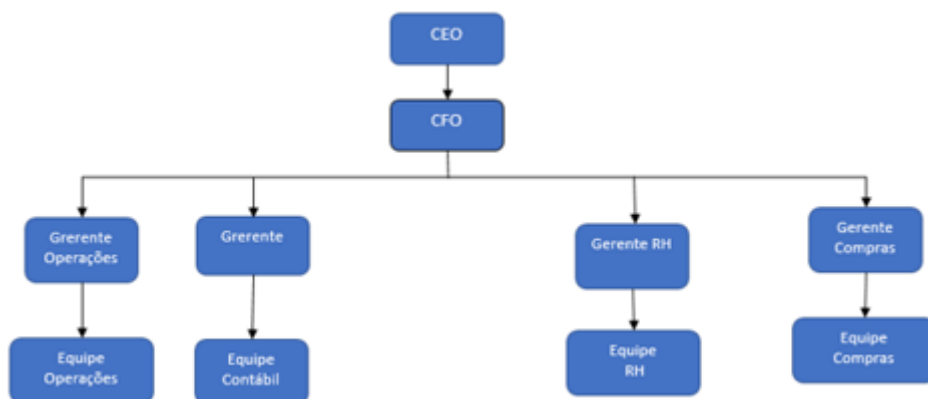 CEO
CFO
Grerente
Operações
Grerente
Gerente RH
Gerente
Compras
Equipe
Operações
Equipe
Contábil
Equipe
RH
Equipe
Compras